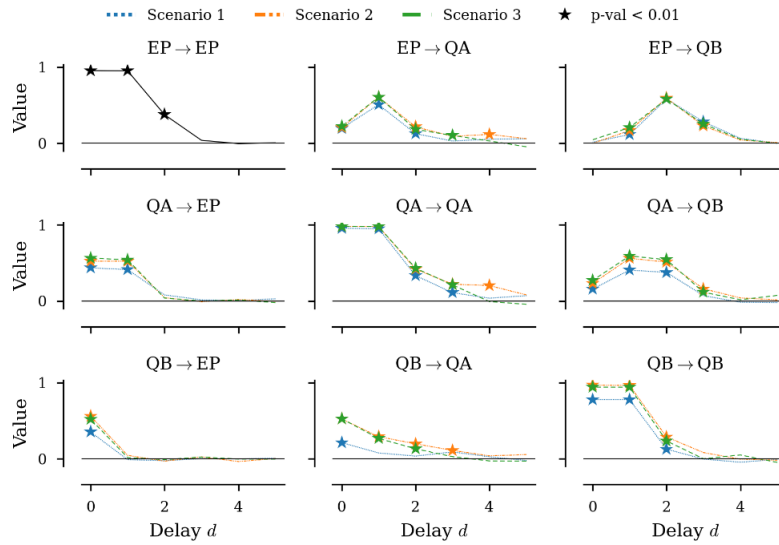 Scenario 1 Scenario 2 Scenario 3 p-val < 0.01
EP → EP EP → QA EP → QB
Value
1
0
QA → EP QA → QA QA → QB
Value
1
0
QB → EP QB → QA QB → QB
Value
1
0
0 2 4 0 2 4 0 2 4
Delay d Delay d Delay d